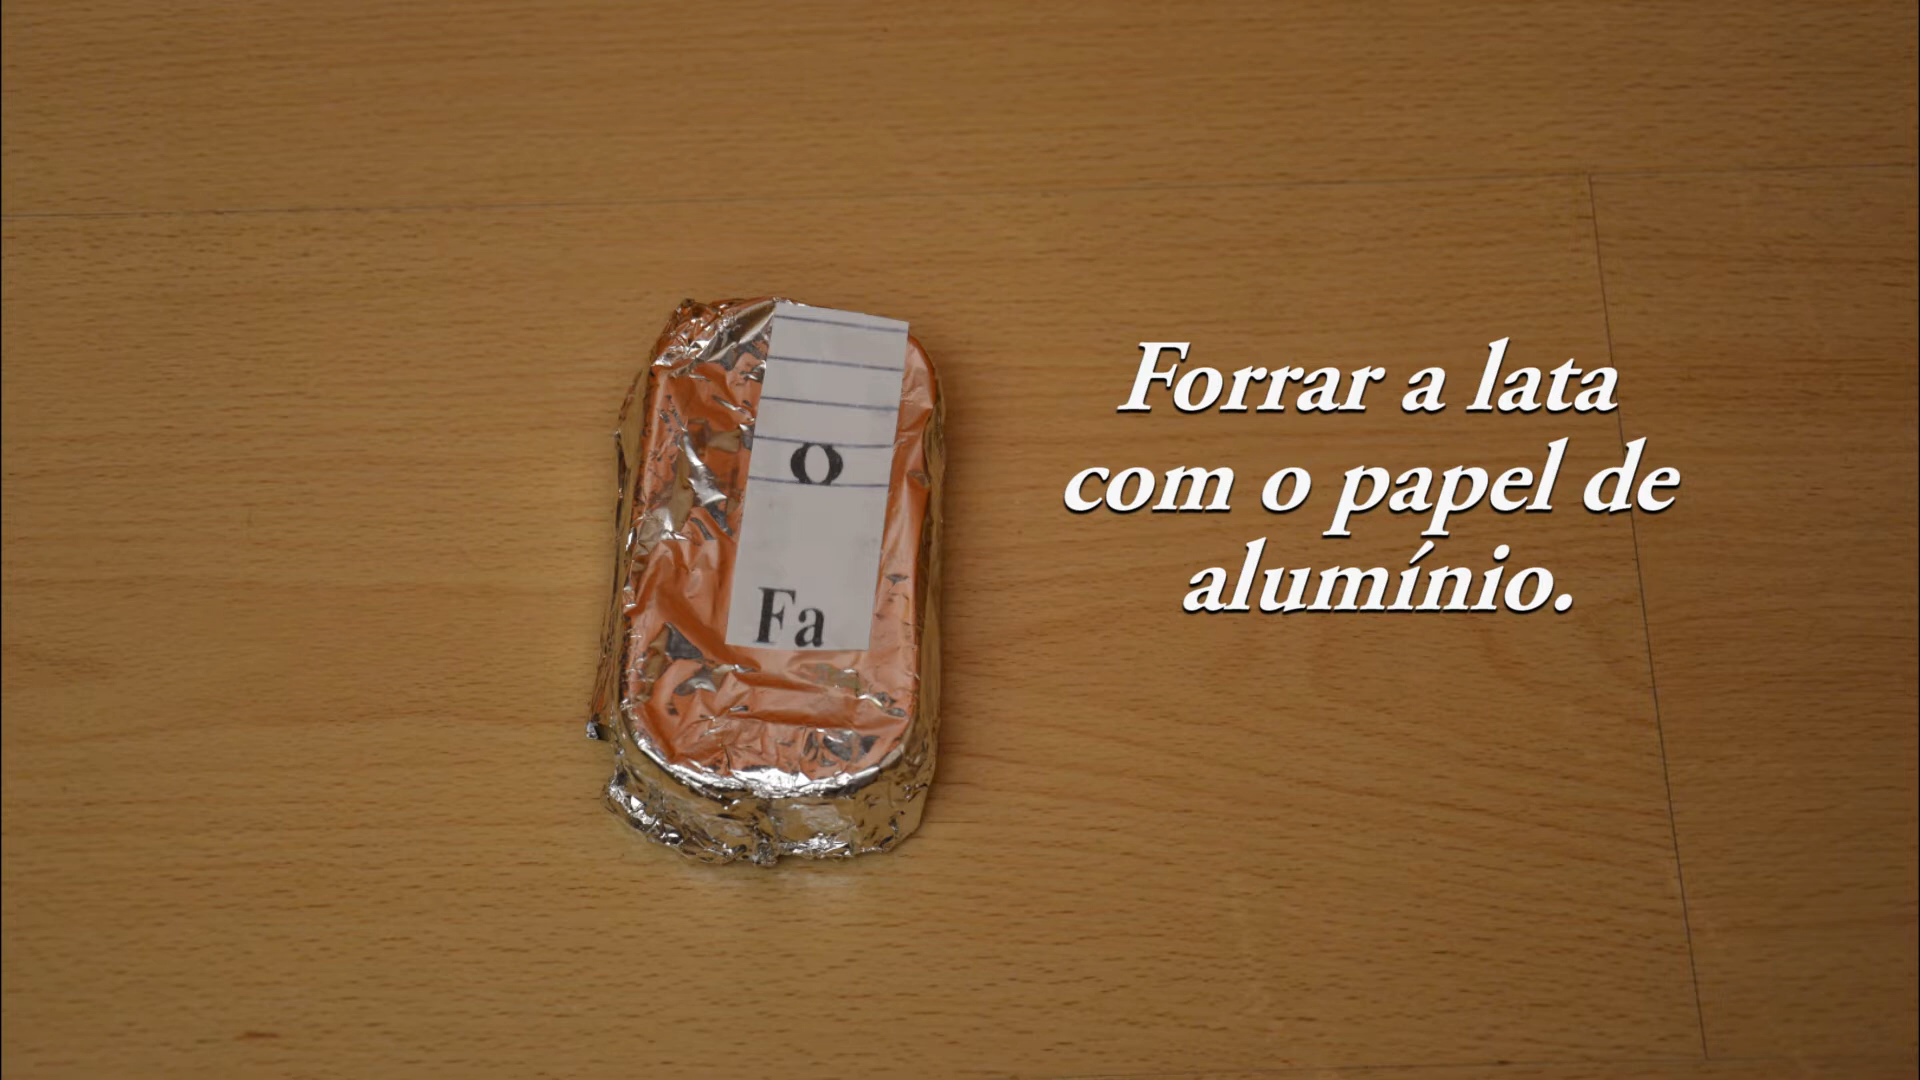 Forrar a lata
com o papel de
alumínio.
O
Fa